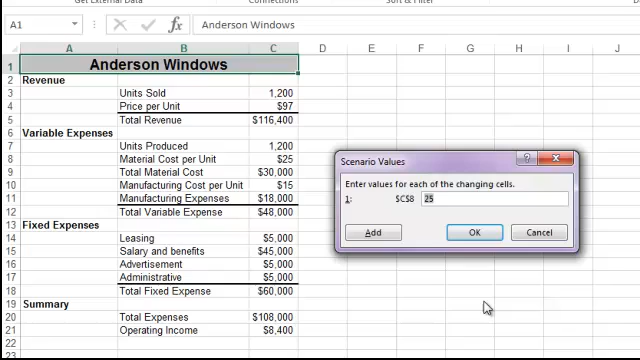 Get External Data Connections Sort & Filter
A1 fx Anderson Windows
A B C D E F G H I J
1 Anderson Windows
2 Revenue
3 Units Sold 1,200
4 Price per Unit $97
5 Total Revenue $116,400
6 Variable Expenses
7 Units Produced 1,200
8 Material Cost per Unit $25
9 Total Material Cost $30,000
10 Manufacturing Cost per Unit $15
11 Manufacturing Expenses $18,000
12 Total Variable Expense $48,000
13 Fixed Expenses
14 Leasing $5,000
15 Salary and benefits $45,000
16 Advertisement $5,000
17 Administrative $5,000
18 Total Fixed Expense $60,000
19 Summary
20 Total Expenses $108,000
21 Operating Income $8,400
22
23
Scenario Values
?
Enter values for each of the changing cells.
1: $C$8 25
Add OK Cancel